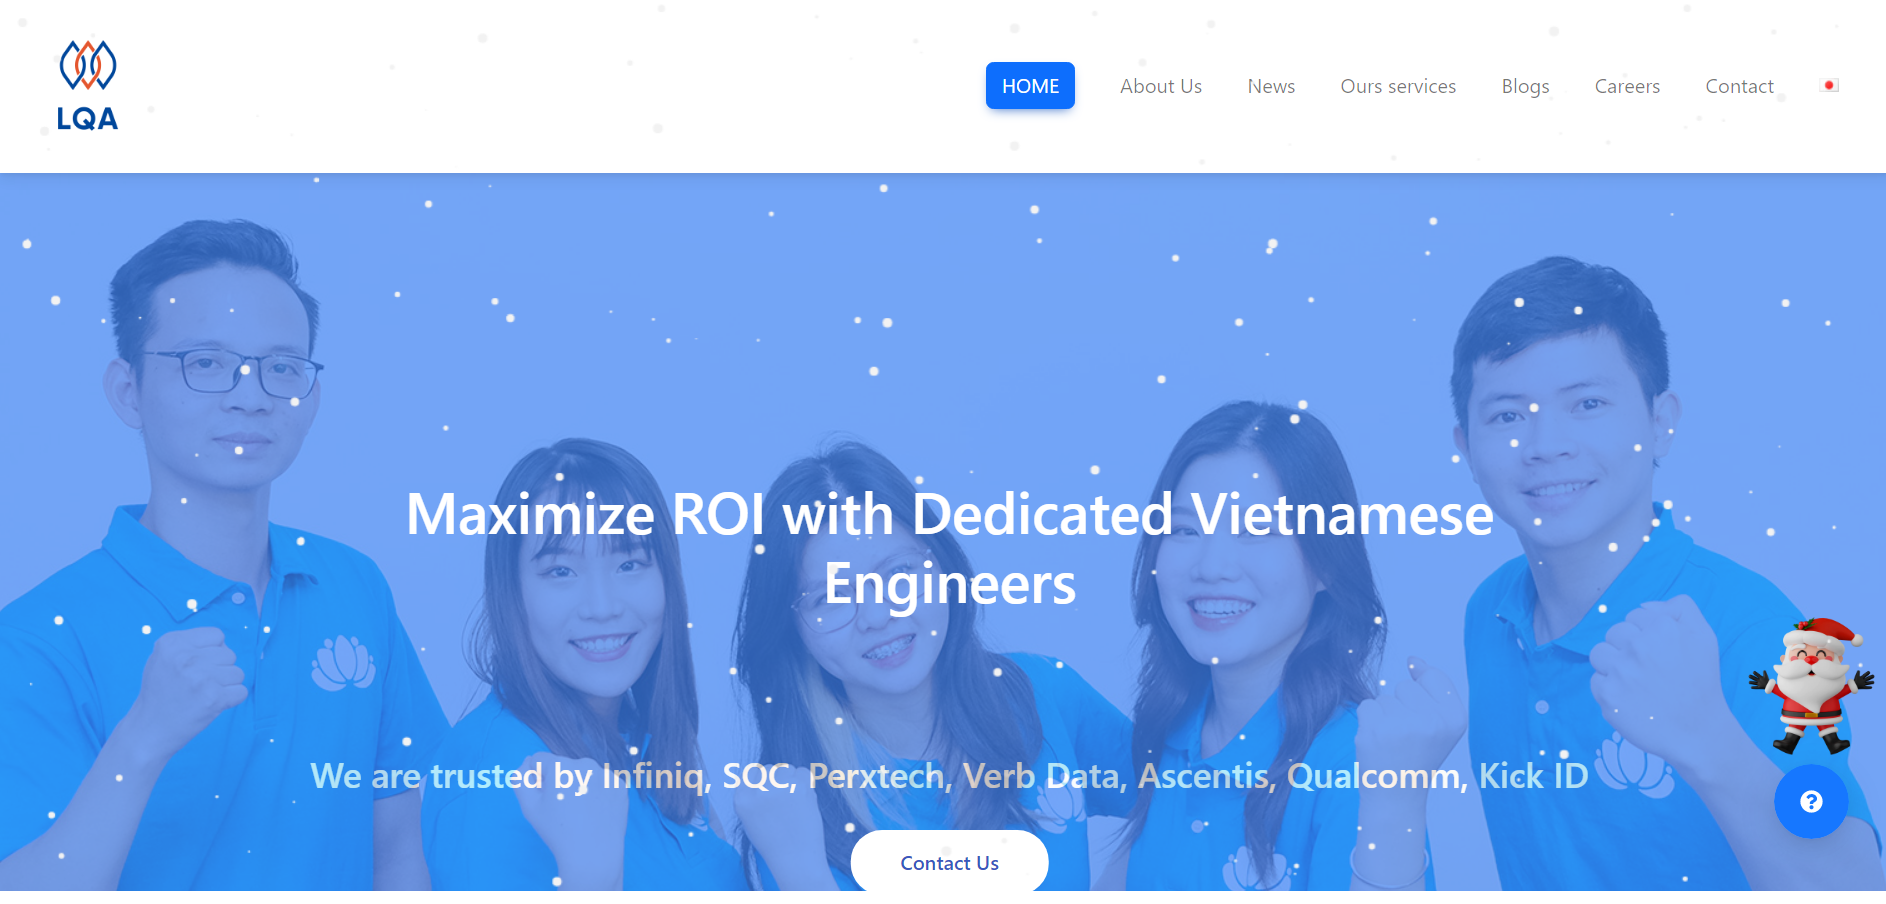 LQA
HOME
About Us
News
Ours services
Blogs
Careers
Contact
Maximize ROI with Dedicated Vietnamese
Engineers
We are trusted by Infiniq, SQC, Perxtech, Verb Data, Ascentis, Qualcomm, Kick ID
Contact Us